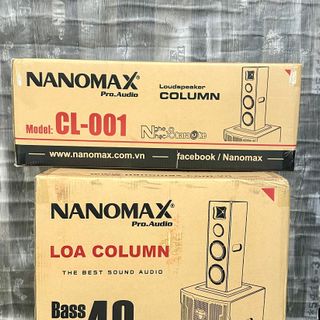 NANOMAX®
Pro.Audio
Loudspeaker
COLUMN
Model: CL-001
www.nanomax.com.vn
facebook / Nanomax
NANOMAX®
Pro.Audio
LOA COLUMN
THE BEST SOUND AUDIO
Bass 40